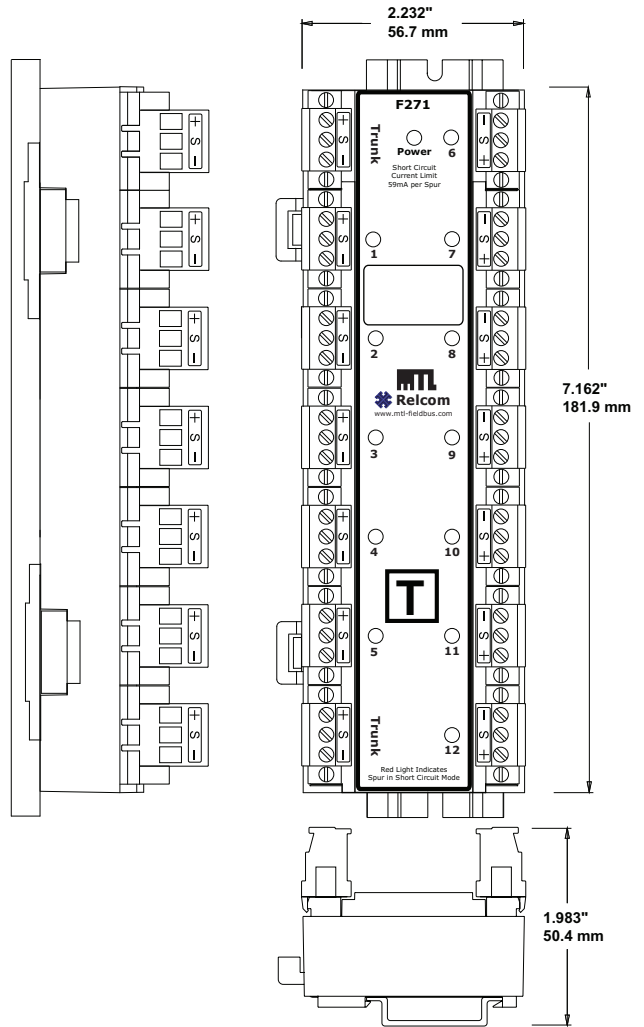 2.232"
56.7 mm
F271
Trunk
Power
6
Short Circuit
Current Limit
59mA per Spur
1
7
2
8
MTL
Relcom
www.mtl-fieldbus.com
3
9
4
10
T
5
11
Trunk
12
Red Light Indicates
Spur in Short Circuit Mode
7.162"
181.9 mm
1.983"
50.4 mm
+ S −
+ S −
+ S −
+ S −
+ S −
+ S −
+ S −
+ S −
+ S −
+ S −
+ S −
+ S −
+ S −
+ S −
− S +
− S +
− S +
− S +
− S +
− S +
− S +